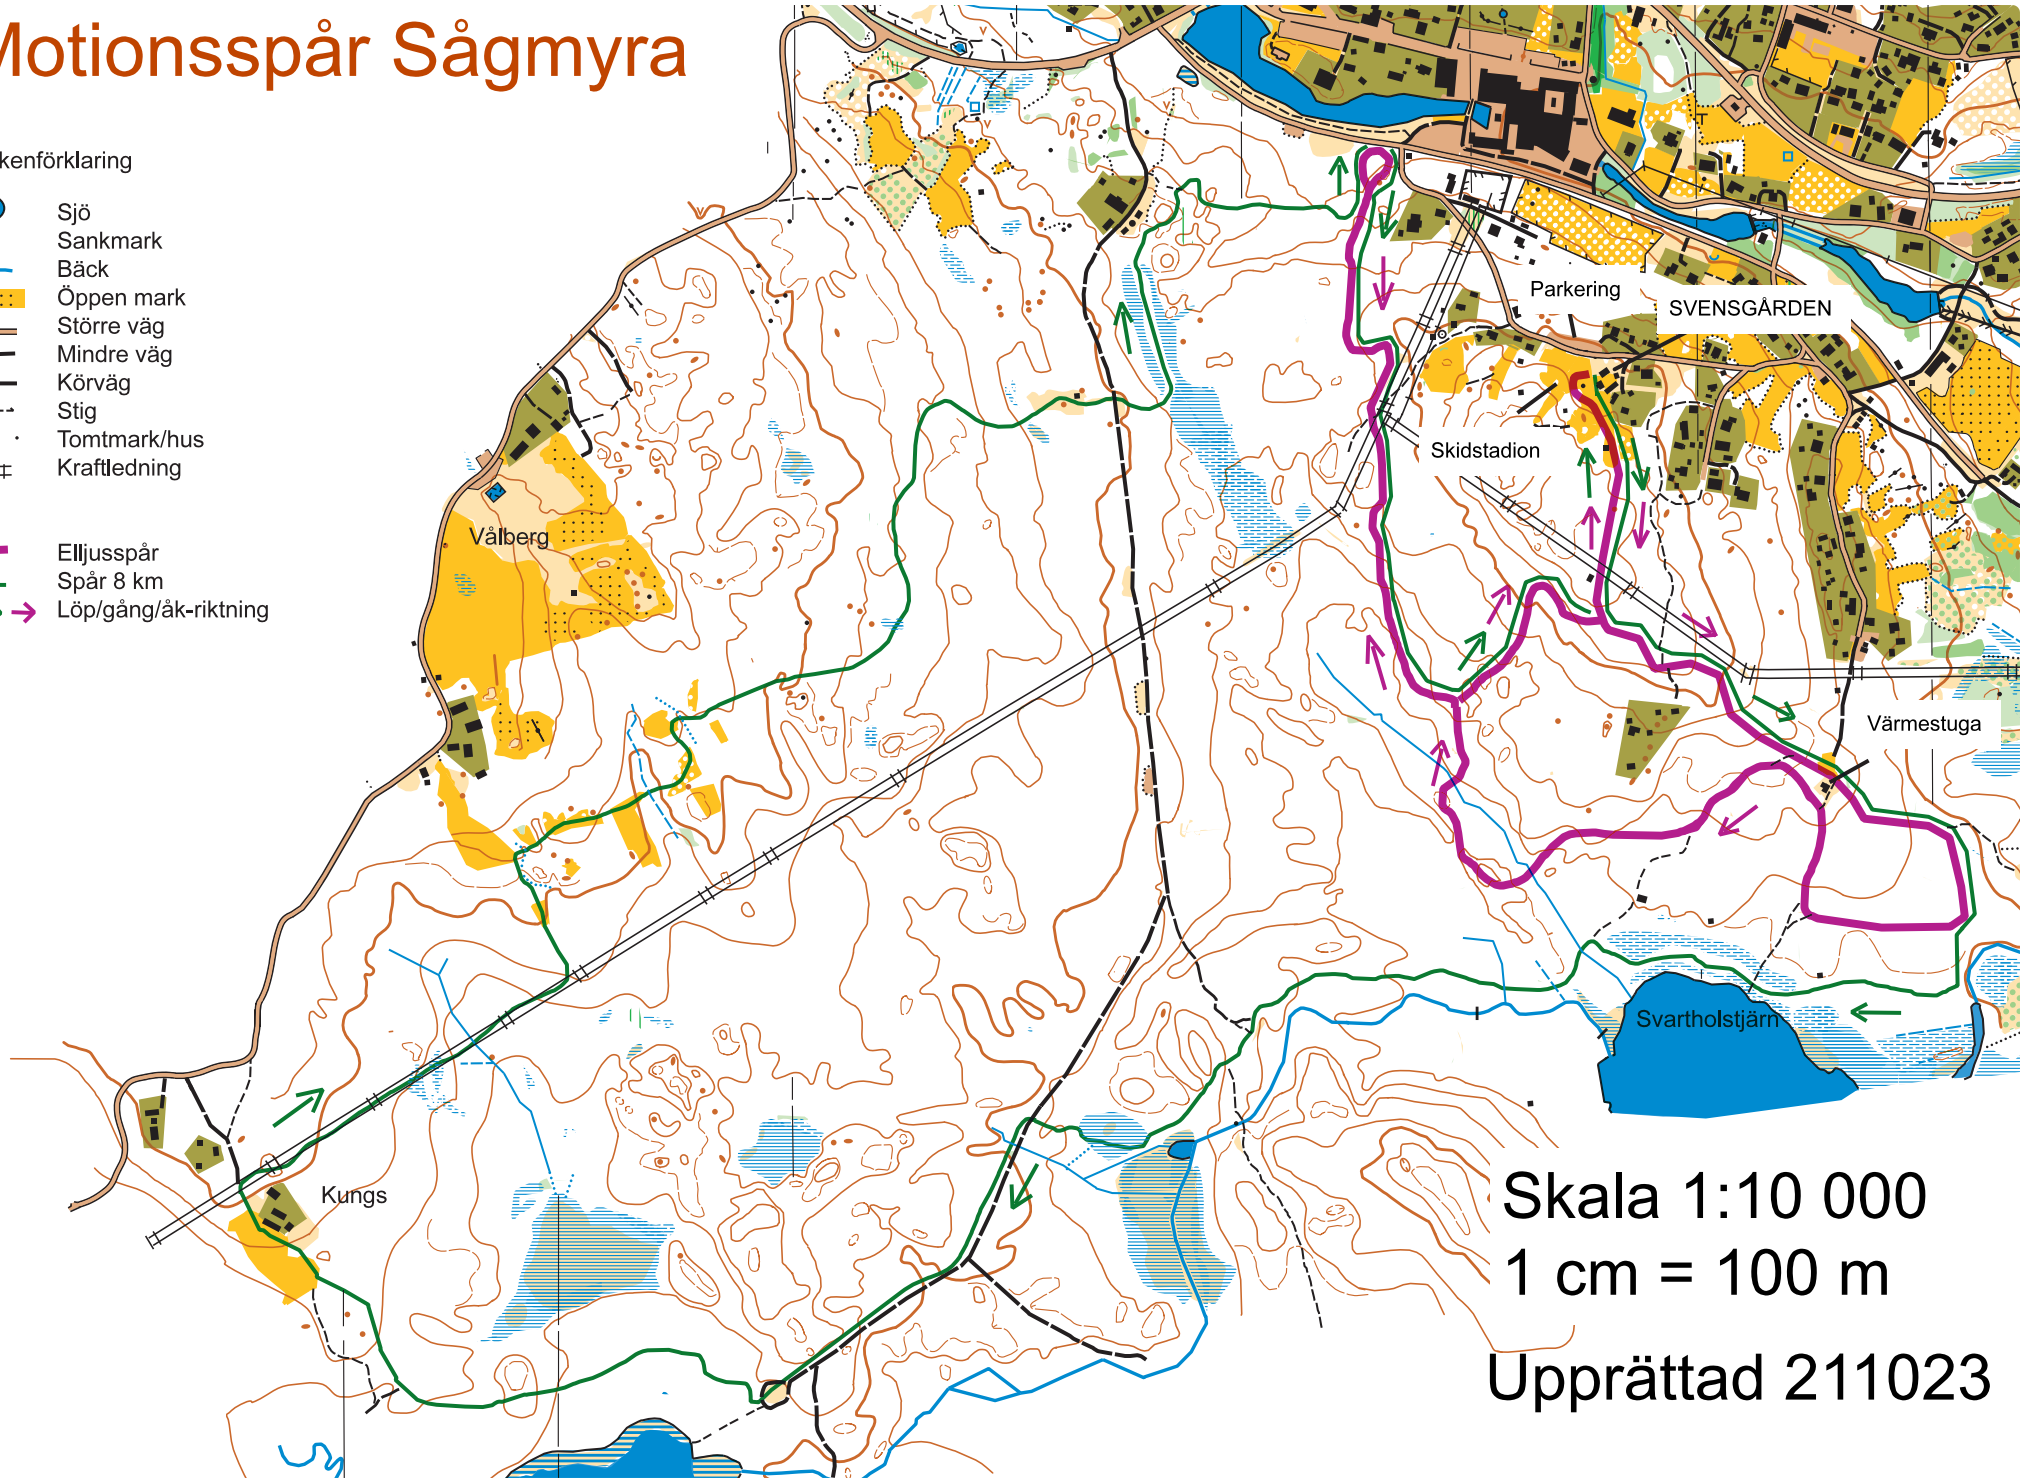 Motionsspår Sågmyra
kenförklaring
Sjö
Sankmark
Bäck
Öppen mark
Större väg
Mindre väg
Körväg
Stig
Tomtmark/hus
Kraftledning
Elljusspår
Spår 8 km
Löp/gång/åk-riktning
Parkering
SVENSGÅRDEN
Skidstadion
Vålberg
Värmestuga
Svartholstjärn
Kungs
Skala 1:10 000
1 cm = 100 m
Upprättad 211023